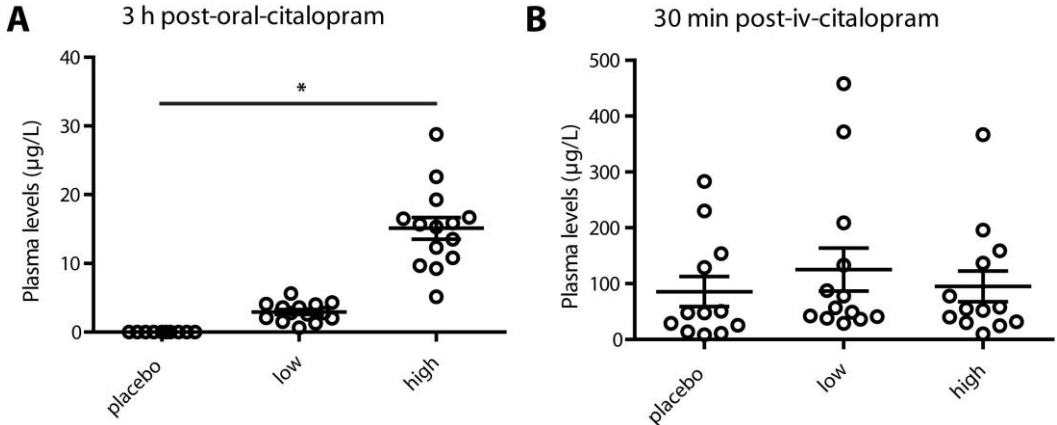 A
3 h post-oral-citalopram
Plasma levels (µg/L)
40
30
20
10
0
*
placebo
low
high
B
30 min post-iv-citalopram
Plasma levels (µg/L)
500
400
300
200
100
0
placebo
low
high